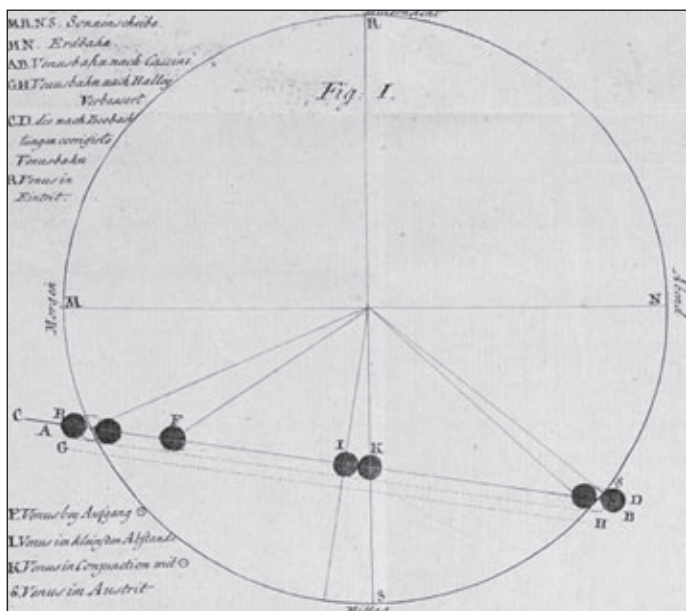 M.R.N.S. Sonnenscheibe.
M.N. Erdbahn
A.B. Venusbahn nach Cassini
G.H. Venusbahn nach Halley
Verbessert
C.D. die nach Beobach
tungen corrigirte
Venusbahn
B. Venus in
Eintrit.
Fig. I.
R
Morgen
M
N
Abend
C
B
A
G
F
I
K
S
D
B
H
F. Venus bey Aufgang ☉
I. Venus im kleinsten Abstande
K. Venus in Conjunction mit ☉
S. Venus im Austrit
S
Mittag